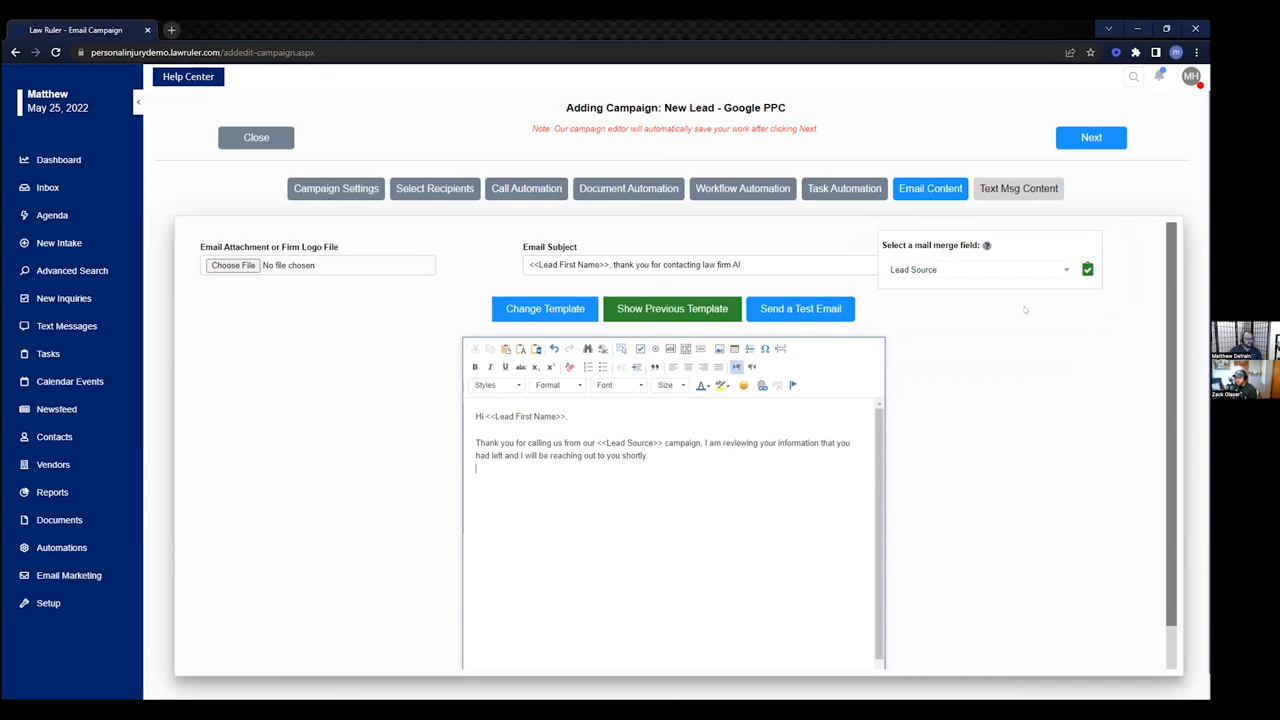 Law Ruler - Email Campaign
personalinjurydemo.lawruler.com/addedit-campaign.aspx
m
Matthew
May 25, 2022
Help Center
MH
Adding Campaign: New Lead - Google PPC
Note: Our campaign editor will automatically save your work after clicking Next.
Close
Next
Dashboard
Inbox
Agenda
New Intake
Advanced Search
New Inquiries
Text Messages
Tasks
Calendar Events
Newsfeed
Contacts
Vendors
Reports
Documents
Automations
Email Marketing
Setup
Campaign Settings
Select Recipients
Call Automation
Document Automation
Workflow Automation
Task Automation
Email Content
Text Msg Content
Email Attachment or Firm Logo File
Choose File No file chosen
Email Subject
<<Lead First Name>>, thank you for contacting law firm A!
Select a mail merge field:
Lead Source
Change Template
Show Previous Template
Send a Test Email
Styles
Format
Font
Size
Hi <<Lead First Name>>,
Thank you for calling us from our <<Lead Source>> campaign, I am reviewing your information that you
had left and I will be reaching out to you shortly.
Matthew Defrain
Zack Glaser